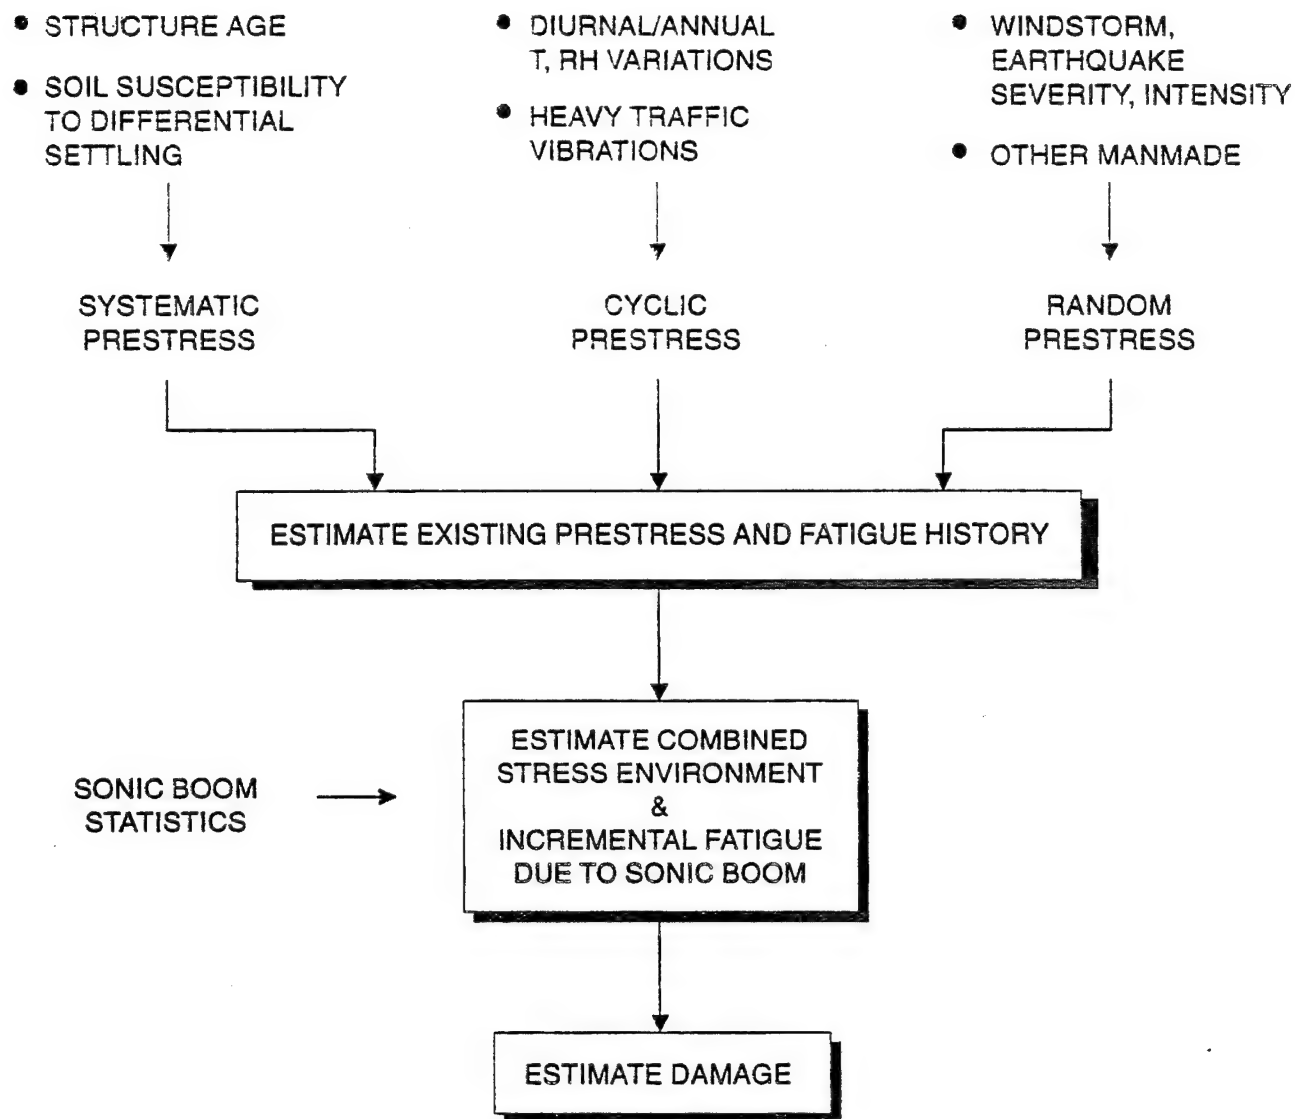 • STRUCTURE AGE
• SOIL SUSCEPTIBILITY
TO DIFFERENTIAL
SETTLING
• DIURNAL/ANNUAL
T, RH VARIATIONS
• HEAVY TRAFFIC
VIBRATIONS
• WINDSTORM,
EARTHQUAKE
SEVERITY, INTENSITY
• OTHER MANMADE
SYSTEMATIC
PRESTRESS
CYCLIC
PRESTRESS
RANDOM
PRESTRESS
ESTIMATE EXISTING PRESTRESS AND FATIGUE HISTORY
SONIC BOOM
STATISTICS
ESTIMATE COMBINED
STRESS ENVIRONMENT
&
INCREMENTAL FATIGUE
DUE TO SONIC BOOM
ESTIMATE DAMAGE